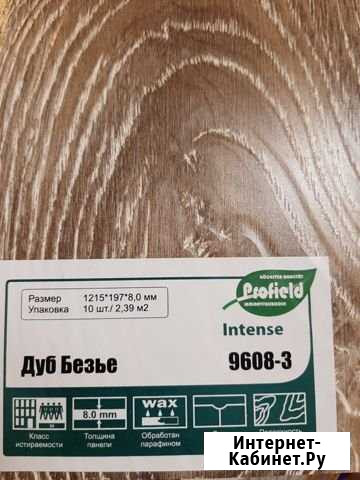 Profield
Размер 1215*197*8,0 мм
Упаковка 10 шт./ 2,39 м2
Intense
Дуб Безье 9608-3
8.0 mm
wax
Класс истираемости
Толщина панели
Обработан парафином
Интернет-
Кабинет.Ру